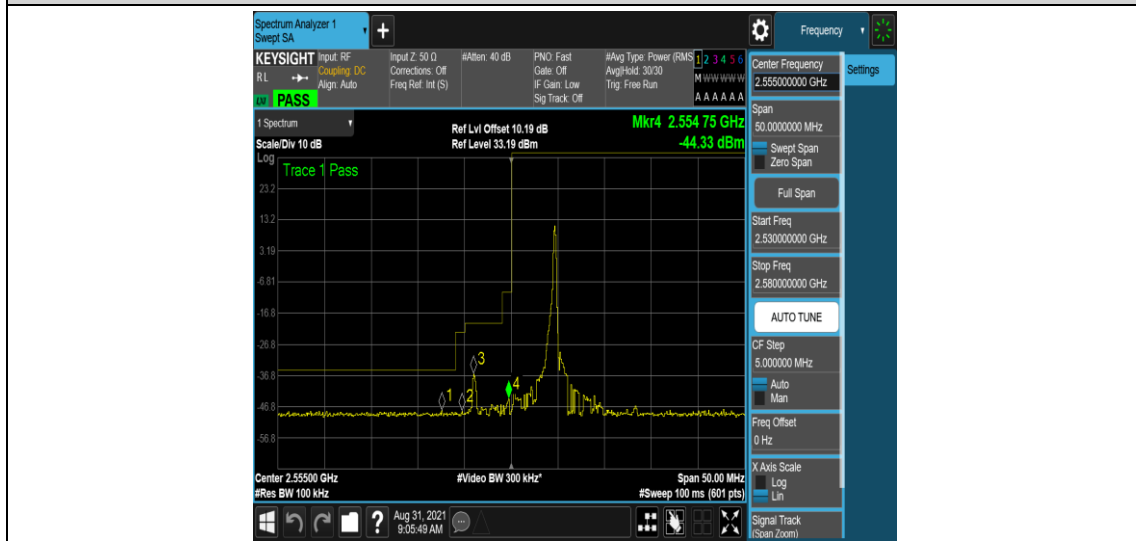 Spectrum Analyzer 1
Swept SA
+
Frequency
KEYSIGHT
RL
PASS
Input: RF
Coupling: DC
Align: Auto
Input Z: 50 Ω
Corrections: Off
Freq Ref: Int (S)
#Atten: 40 dB
PNO: Fast
Gate: Off
IF Gain: Low
Sig Track: Off
#Avg Type: Power (RMS
Avg|Hold: 30/30
Trig: Free Run
1 2 3 4 5 6
M W W W W W
A A A A A A
1 Spectrum
Scale/Div 10 dB
Ref Lvl Offset 10.19 dB
Ref Level 33.19 dBm
Mkr4 2.554 75 GHz
-44.33 dBm
Log
Trace 1 Pass
23.2
13.2
3.19
-6.81
-16.8
-26.8
-36.8
-46.8
-56.8
1
2
3
4
Center 2.55500 GHz
#Res BW 100 kHz
#Video BW 300 kHz*
Span 50.00 MHz
#Sweep 100 ms (601 pts)
Center Frequency
2.555000000 GHz
Settings
Span
50.0000000 MHz
Swept Span
Zero Span
Full Span
Start Freq
2.530000000 GHz
Stop Freq
2.580000000 GHz
AUTO TUNE
CF Step
5.000000 MHz
Auto
Man
Freq Offset
0 Hz
X Axis Scale
Log
Lin
Signal Track
(Span Zoom)
?
Aug 31, 2021
9:05:49 AM